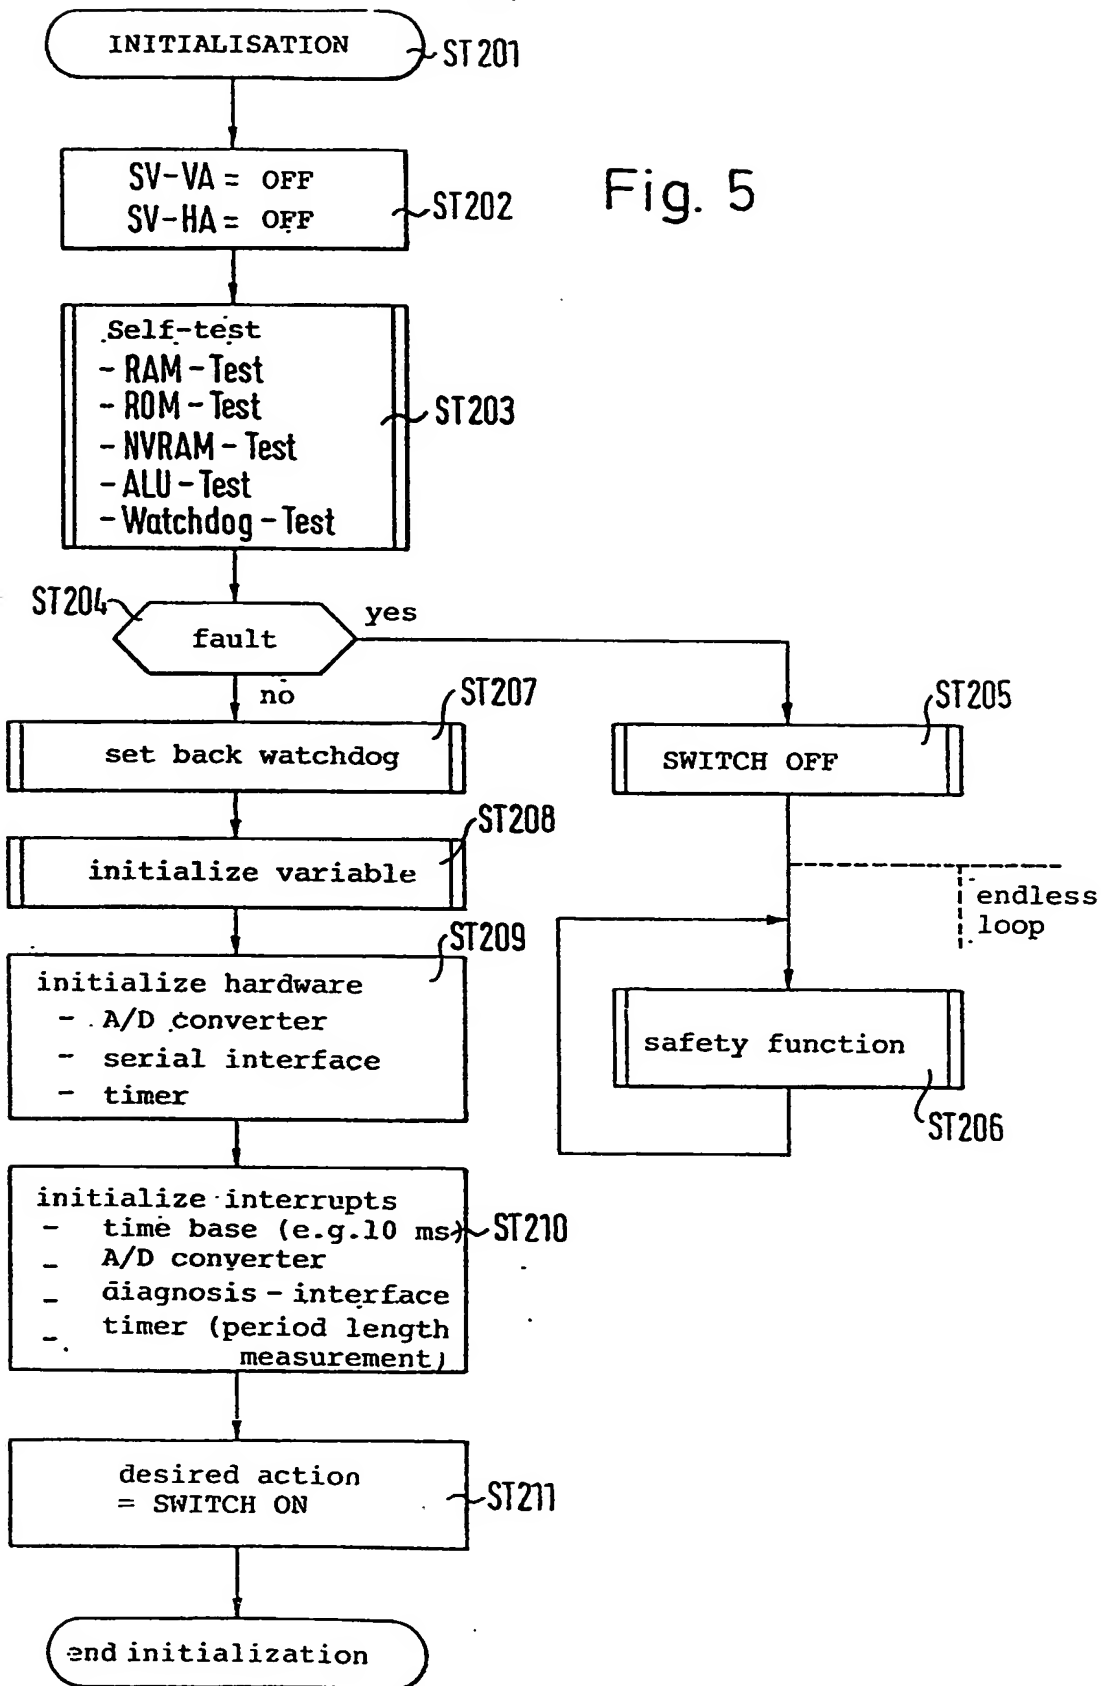 INITIALISATION
ST201
SV-VA = OFF
SV-HA = OFF
ST202
Fig. 5
Self-test
- RAM - Test
- ROM - Test
- NVRAM - Test
- ALU - Test
- Watchdog - Test
ST203
ST204
fault
yes
no
ST207
set back watchdog
ST205
SWITCH OFF
ST208
initialize variable
endless
loop
ST209
initialize hardware
- A/D converter
- serial interface
- timer
safety function
ST206
initialize interrupts
- time base (e.g.10 ms)
- A/D converter
- diagnosis - interface
- timer (period length
measurement)
ST210
desired action
= SWITCH ON
ST211
end initialization